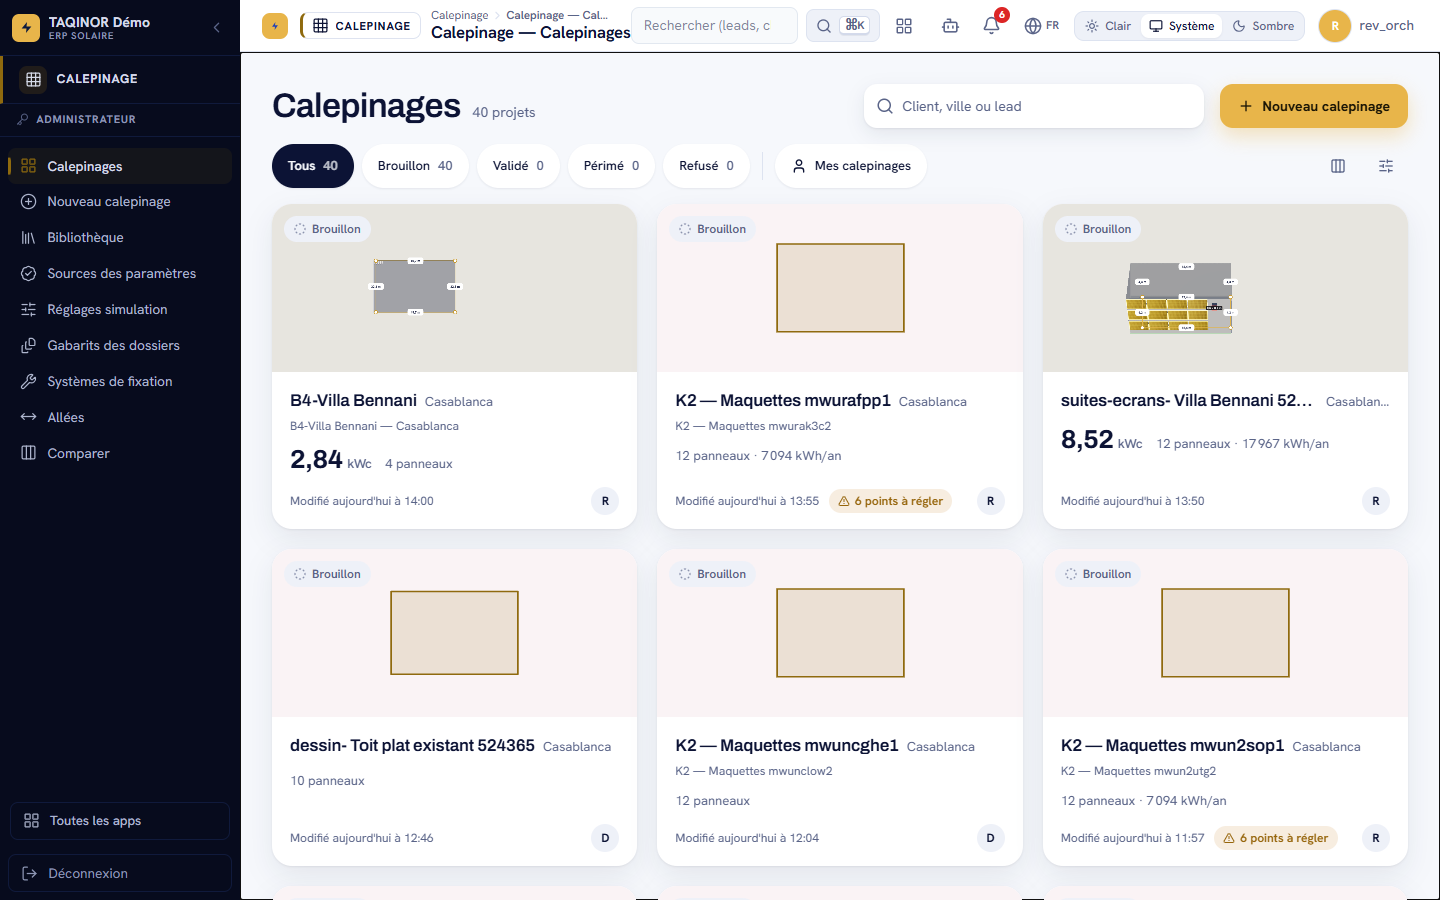 TAQINOR Démo
ERP SOLAIRE
CALEPINAGE
ADMINISTRATEUR
Calepinages
Nouveau calepinage
Bibliothèque
Sources des paramètres
Réglages simulation
Gabarits des dossiers
Systèmes de fixation
Allées
Comparer
Toutes les apps
Déconnexion
CALEPINAGE
Calepinage Calepinage — Cal...
Calepinage — Calepinages
Rechercher (leads, c
⌘K
6
FR
Clair
Système
Sombre
R
rev_orch
Calepinages 40 projets
Client, ville ou lead
Nouveau calepinage
Tous 40
Brouillon 40
Validé 0
Périmé 0
Refusé 0
Mes calepinages
Brouillon
B4-Villa Bennani Casablanca
B4-Villa Bennani — Casablanca
2,84 kWc 4 panneaux
Modifié aujourd'hui à 14:00
R
Brouillon
K2 — Maquettes mwurafpp1 Casablanca
K2 — Maquettes mwurak3c2
12 panneaux · 7 094 kWh/an
Modifié aujourd'hui à 13:55
6 points à régler
R
Brouillon
suites-ecrans- Villa Bennani 52... Casablan...
8,52 kWc 12 panneaux · 17 967 kWh/an
Modifié aujourd'hui à 13:50
R
Brouillon
dessin- Toit plat existant 524365 Casablanca
10 panneaux
Modifié aujourd'hui à 12:46
D
Brouillon
K2 — Maquettes mwuncghe1 Casablanca
K2 — Maquettes mwunclow2
12 panneaux
Modifié aujourd'hui à 12:04
D
Brouillon
K2 — Maquettes mwun2sop1 Casablanca
K2 — Maquettes mwun2utg2
12 panneaux · 7 094 kWh/an
Modifié aujourd'hui à 11:57
6 points à régler
R